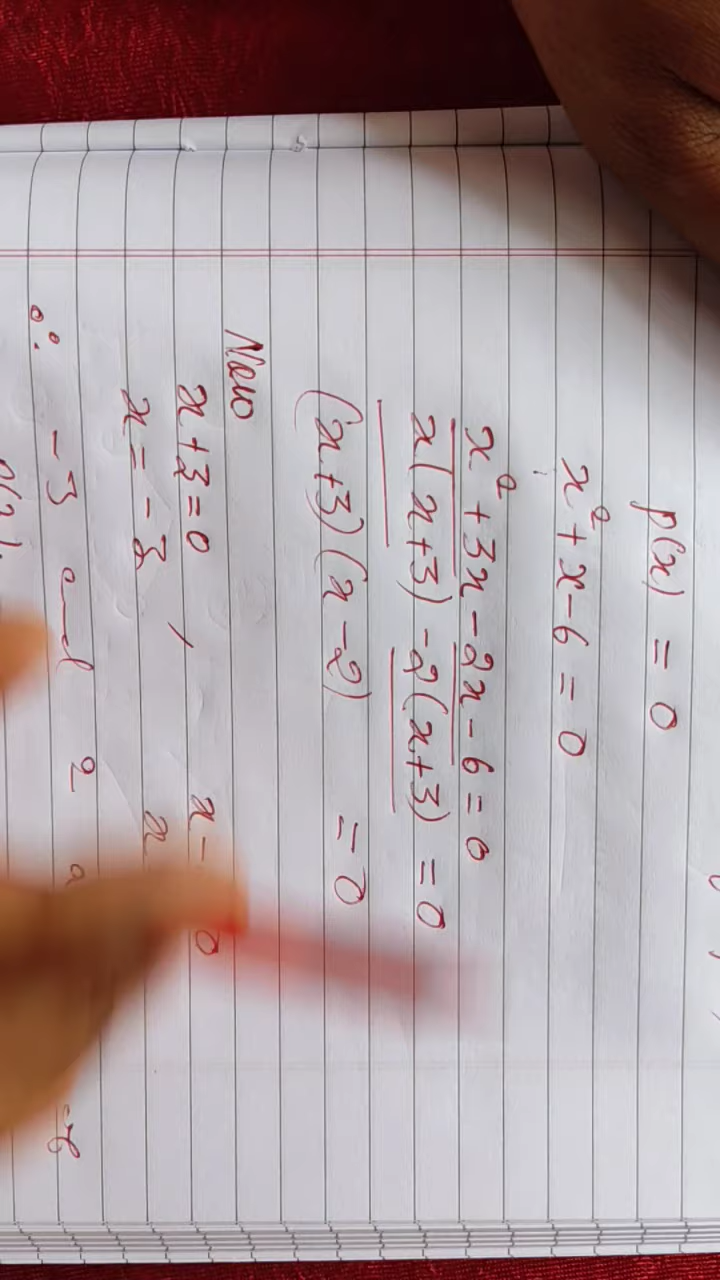 p(x) = 0
x² + x - 6 = 0
x² + 3x - 2x - 6 = 0
x(x+3) - 2(x+3) = 0
(x+3)(x-2) = 0
Now
x+3=0 , x- 0
x = -3 x
∴ -3 and 2